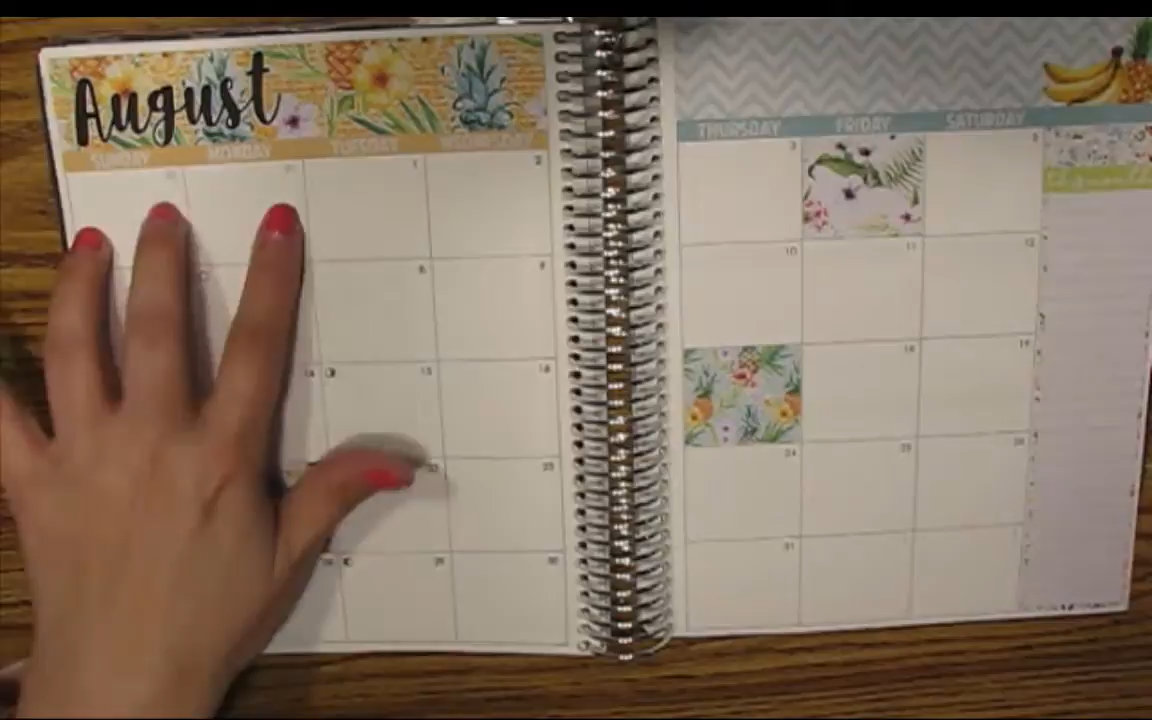 August
SUNDAY MONDAY TUESDAY WEDNESDAY
1 2
8 9
15 16
22 23
29 30
THURSDAY FRIDAY SATURDAY
3 5
10 11 12
18 19
24 25 26
31